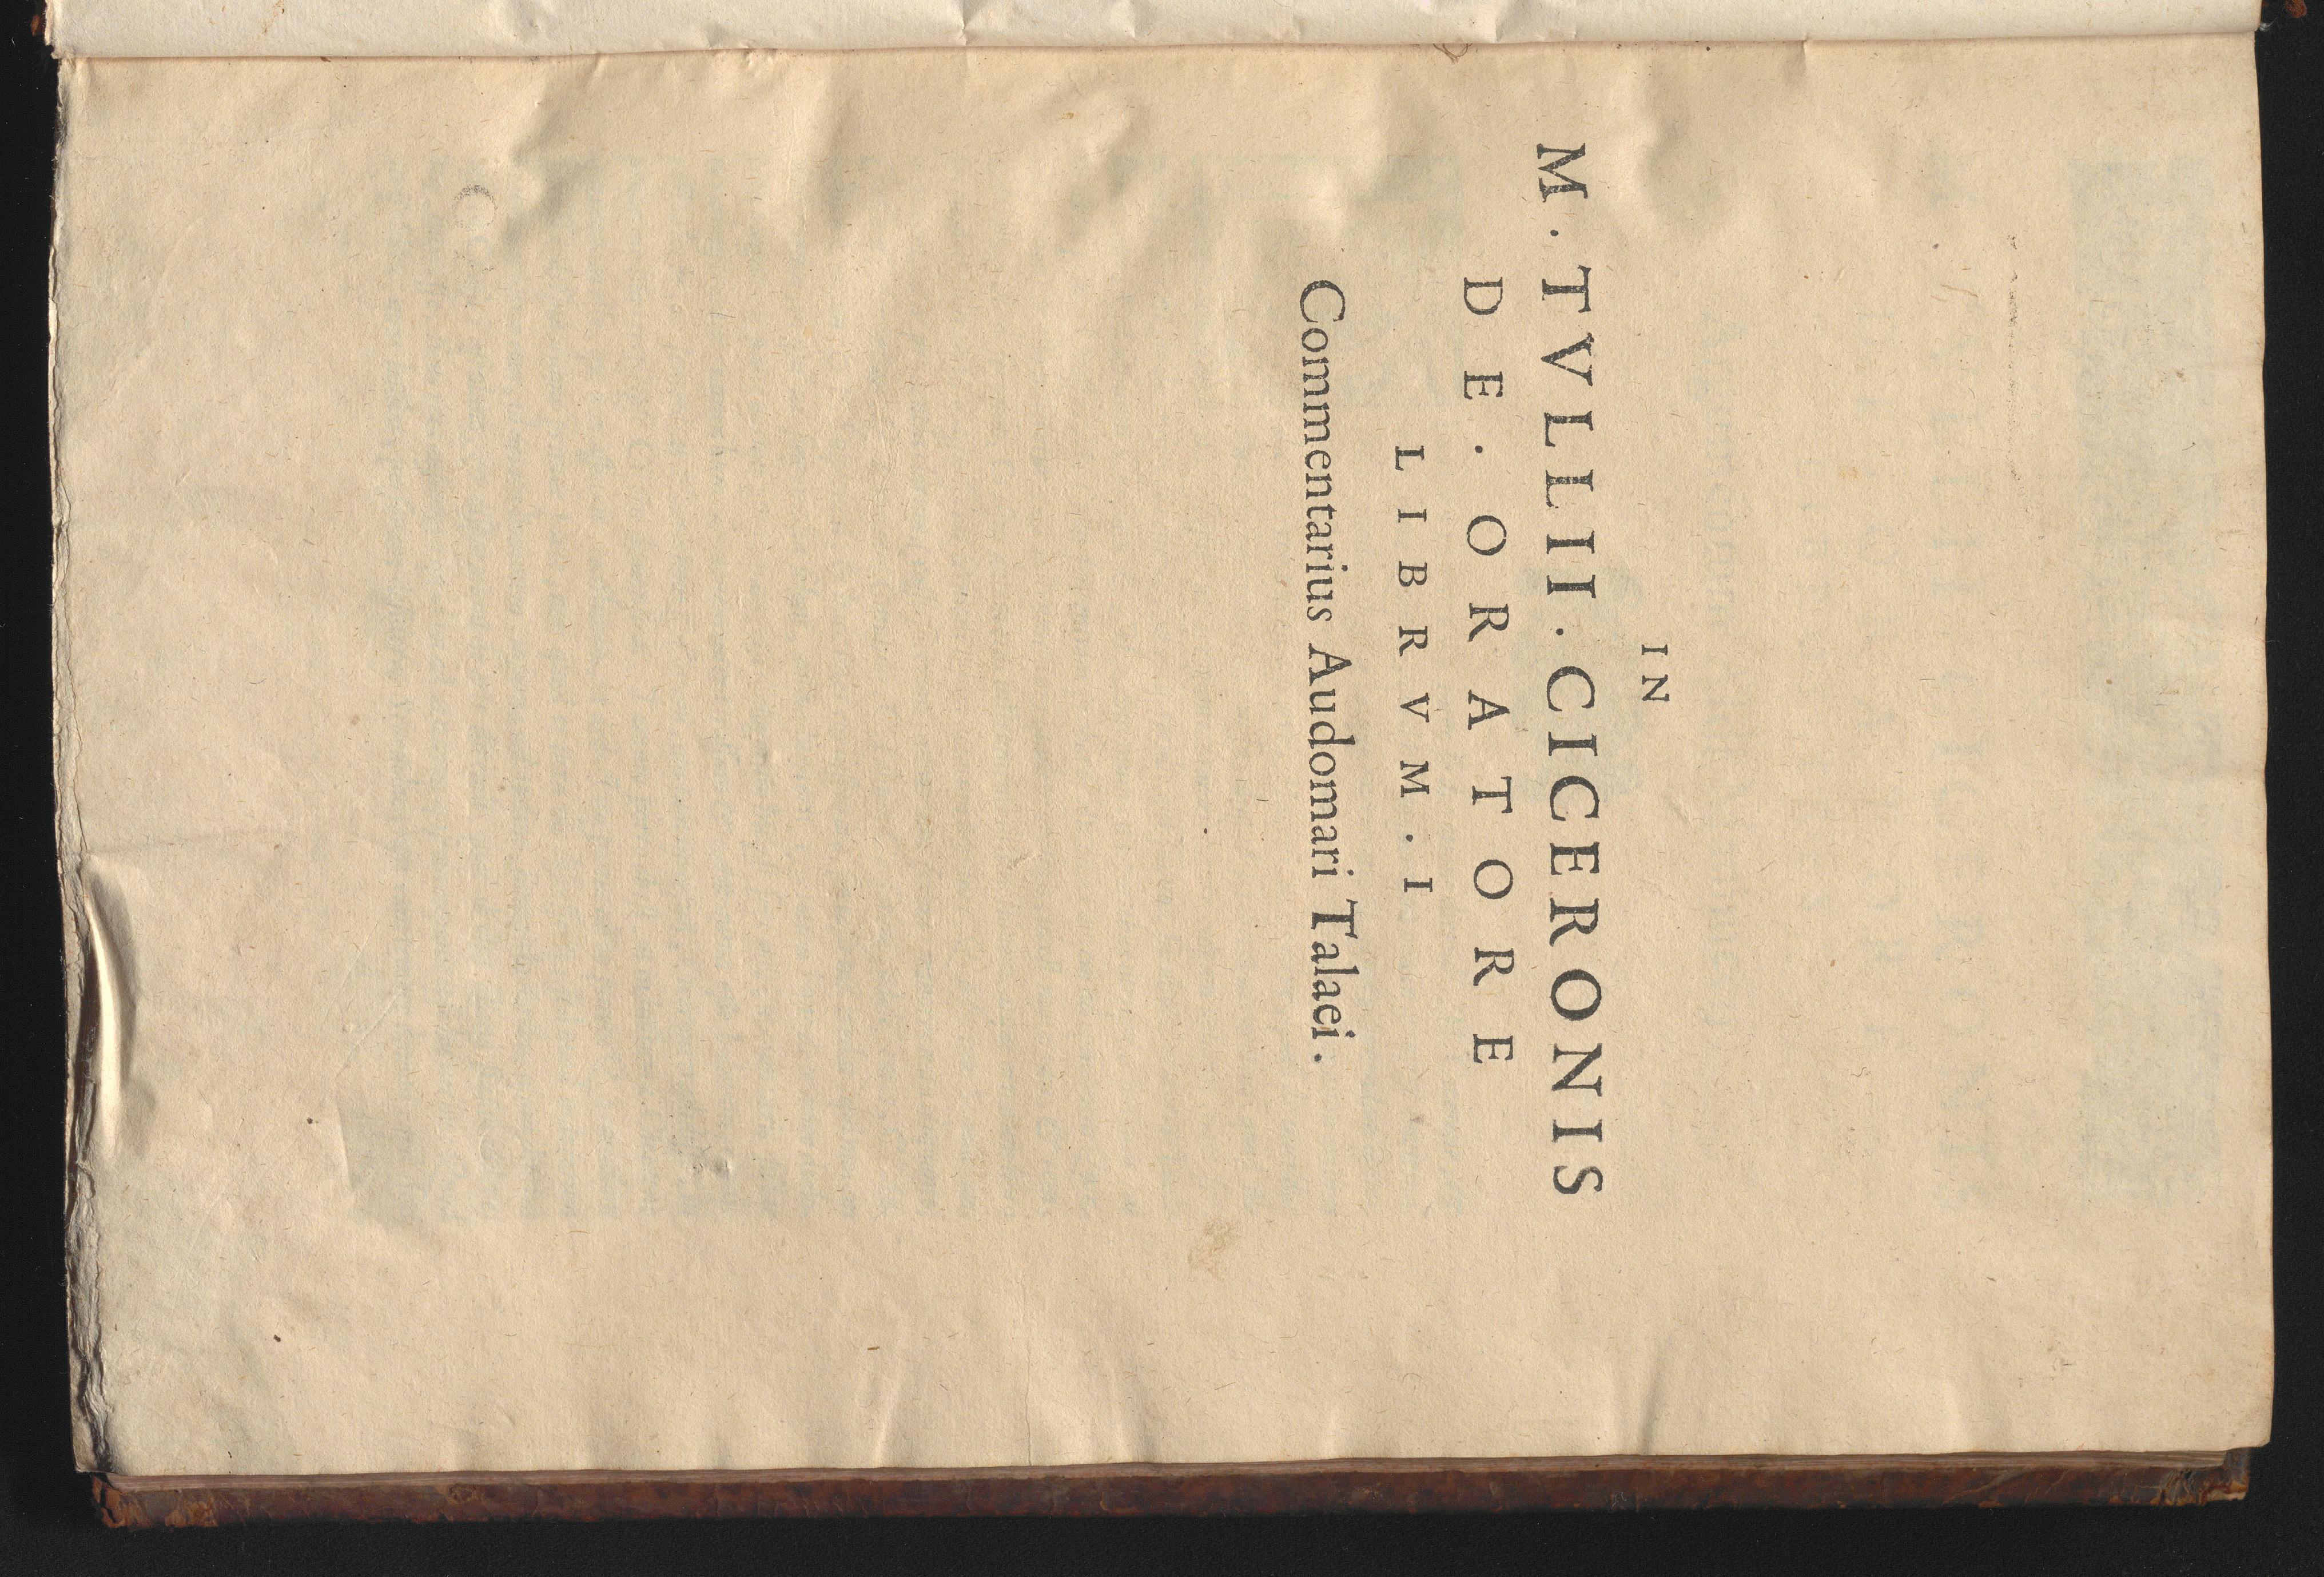 IN
M. TVLLII. CICERONIS
DE. ORATORE
LIBRVM. I
Commentarius Audomari Talaei.